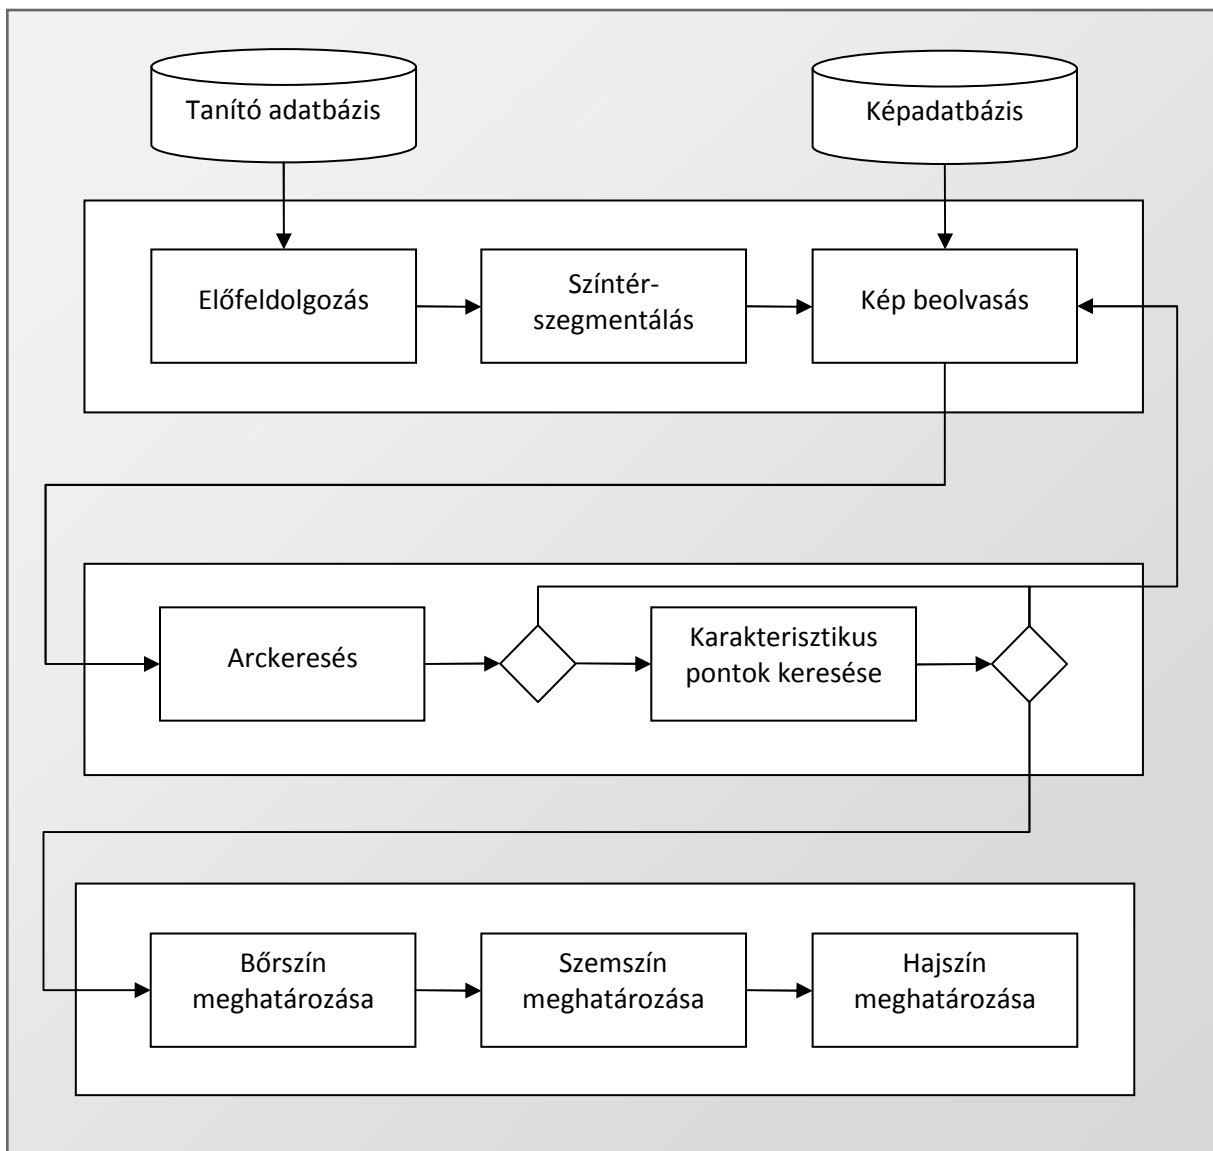 Tanító adatbázis
Képadatbázis
Előfeldolgozás
Színtér-
szegmentálás
Kép beolvasás
Arckeresés
Karakterisztikus
pontok keresése
Bőrszín
meghatározása
Szemszín
meghatározása
Hajszín
meghatározása